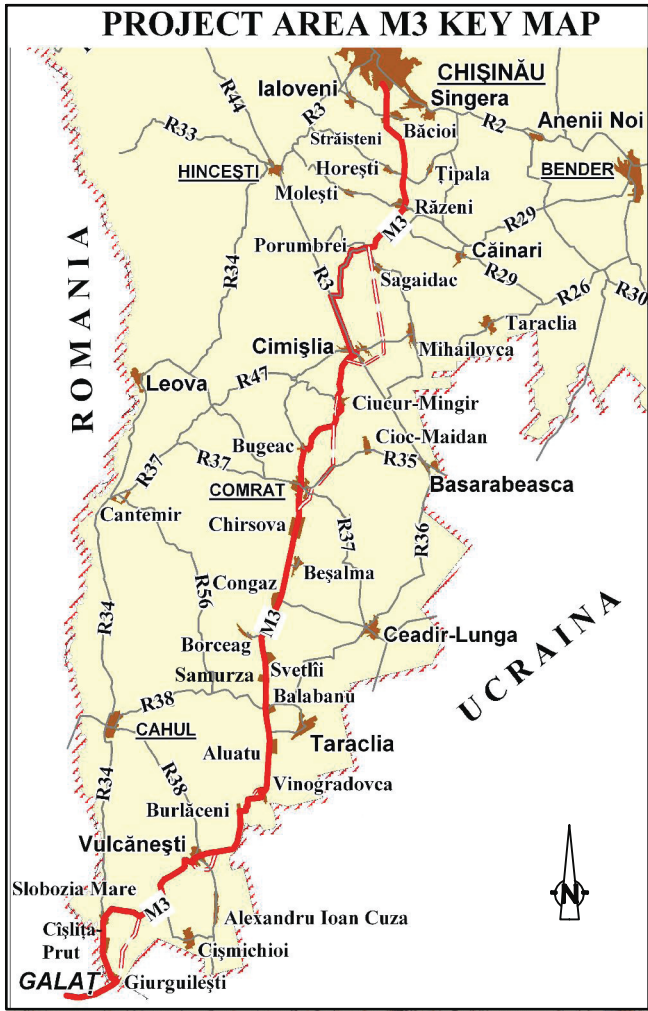 PROJECT AREA M3 KEY MAP
CHIŞINĂU
Ialoveni
Singera
R44
R3
R2
Anenii Noi
Băcioi
R33
Străisteni
HINCEŞTI
Horeşti
Ţipala
BENDER
Moleşti
Răzeni
M3
R29
Porumbrei
Căinari
R34
R3
Sagaidac
R29
R26
R30
ROMANIA
Taraclia
Cimişlia
Mihailovca
Leova
R47
Ciucur-Mingir
Bugeac
Cioc-Maidan
R37
R37
R35
COMRAT
Basarabeasca
Cantemir
Chirsova
R37
R36
Beşalma
R56
Congaz
R34
M3
Borceag
Ceadir-Lunga
UCRAINA
Svetlîi
Samurza
R38
Balabanu
CAHUL
Taraclia
Aluatu
R34
R38
Vinogradovca
Burlăceni
Vulcăneşti
Slobozia Mare
M3
Alexandru Ioan Cuza
Cîşliţa-
Prut
Cişmichioi
N
GALAŢ
Giurguileşti